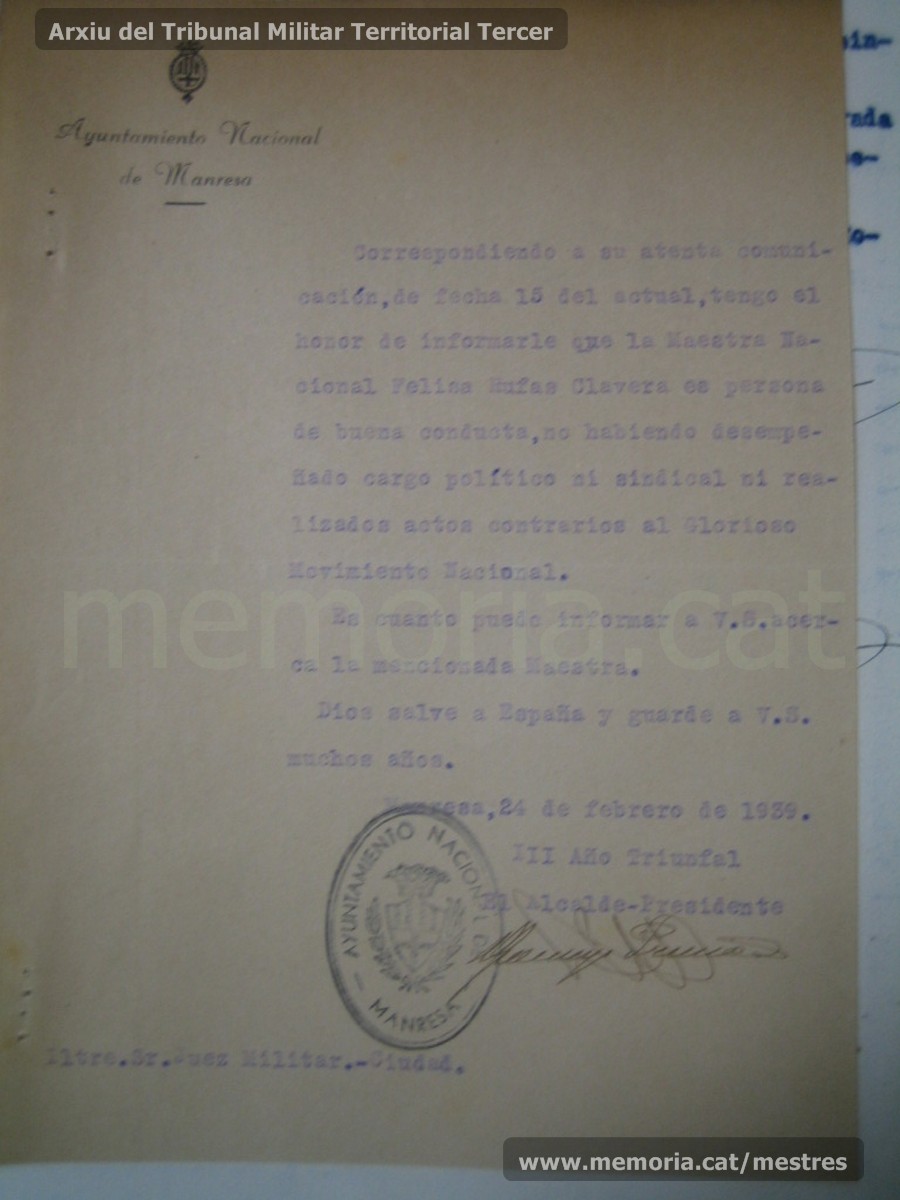 Arxiu del Tribunal Militar Territorial Tercer
Ayuntamiento Nacional
de Manresa
Correspondiendo a su atenta comuni-
cación,de fecha 15 del actual,tengo el
honor de informarle que la Maestra Na-
cional Felisa Rufas Clavera es persona
de buena conducta,no habiendo desempe-
ñado cargo político ni sindical ni rea-
lizados actos contrarios al Glorioso
Movimiento Nacional.
Es cuanto puedo informar a V.S.acer-
ca la mencionada Maestra.
Dios salve a España y guarde a V.S.
muchos años.
Manresa,24 de febrero de 1939.
III Año Triunfal
El Alcalde-Presidente
AYUNTAMIENTO NACIONAL DE
MANRESA
Iltre.Sr.Juez Militar.-Ciudad.
memoria.cat
www.memoria.cat/mestres